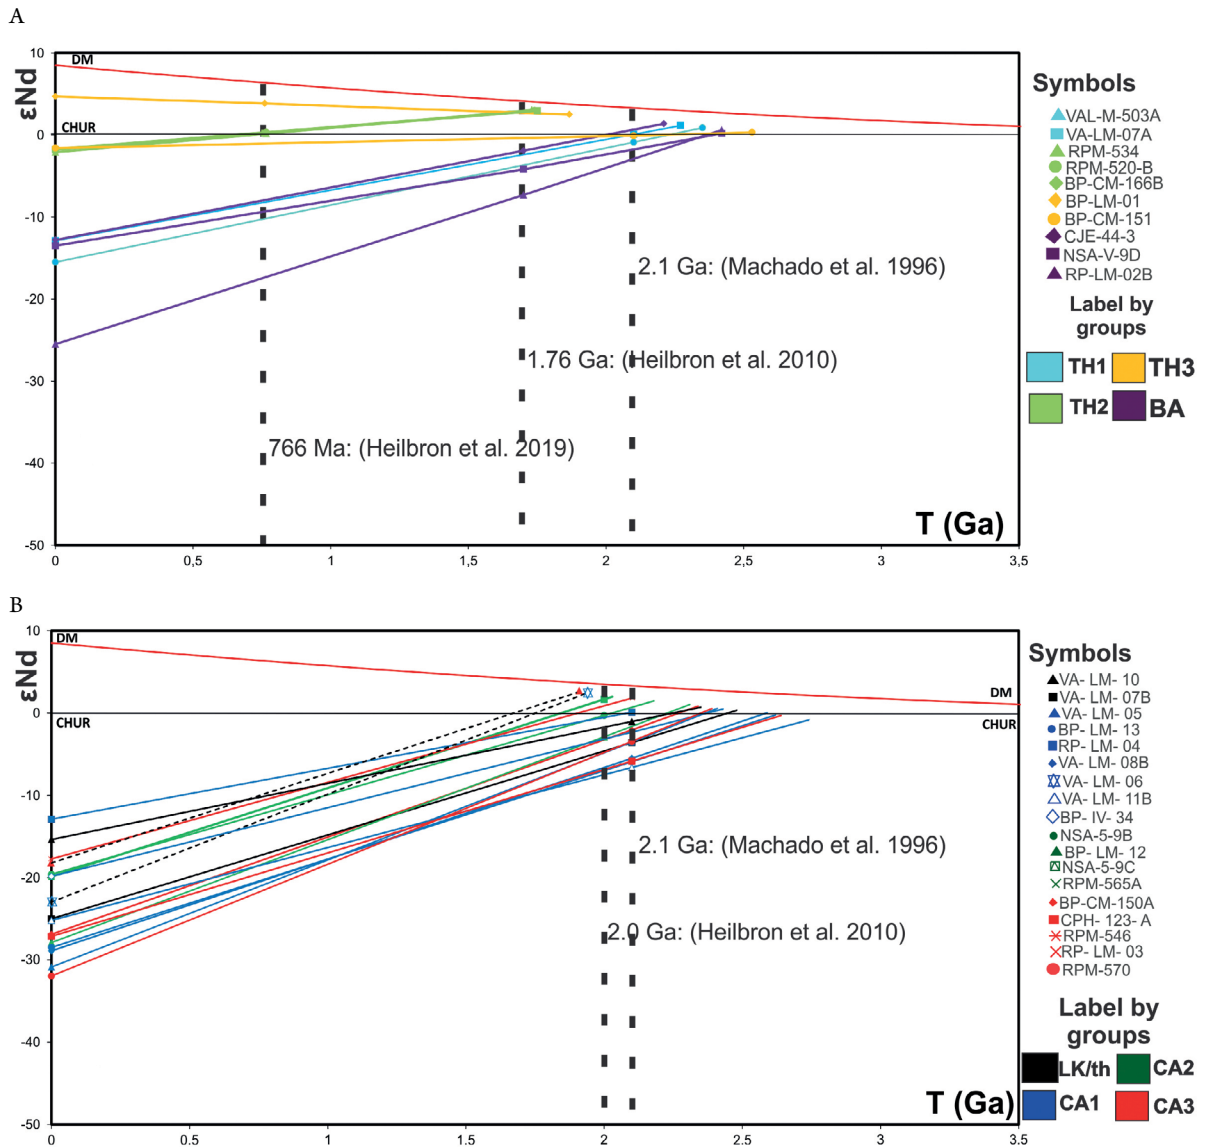 A
10
DM
εNd
0
CHUR
-10
-20
-30
-40
-50
0
0,5
1
1,5
2
2,5
3
3,5
2.1 Ga: (Machado et al. 1996)
1.76 Ga: (Heilbron et al. 2010)
766 Ma: (Heilbron et al. 2019)
T (Ga)
Symbols
VAL-M-503A
VA-LM-07A
RPM-534
RPM-520-B
BP-CM-166B
BP-LM-01
BP-CM-151
CJE-44-3
NSA-V-9D
RP-LM-02B
Label by
groups
TH1 TH3
TH2 BA
B
10
DM
εNd
0
CHUR
DM
CHUR
-10
-20
-30
-40
-50
0
0.5
1
1.5
2
2.5
3
3.5
2.1 Ga: (Machado et al. 1996)
2.0 Ga: (Heilbron et al. 2010)
T (Ga)
Symbols
VA- LM- 10
VA- LM- 07B
VA- LM- 05
BP- LM- 13
RP- LM- 04
VA- LM- 08B
VA- LM- 06
VA- LM- 11B
BP- IV- 34
NSA-5-9B
BP- LM- 12
NSA-5-9C
RPM-565A
BP-CM-150A
CPH- 123- A
RPM-546
RP- LM- 03
RPM-570
Label by
groups
LK/th CA2
CA1 CA3